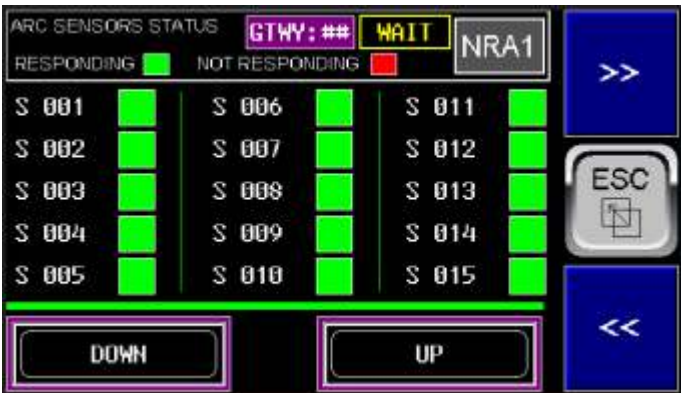 ARC SENSORS STATUS GTWY:## WAIT NRA1
RESPONDING NOT RESPONDING
>>
S 001 S 006 S 011
S 002 S 007 S 012
S 003 S 008 S 013
S 004 S 009 S 014
S 005 S 010 S 015
ESC
<<
DOWN UP